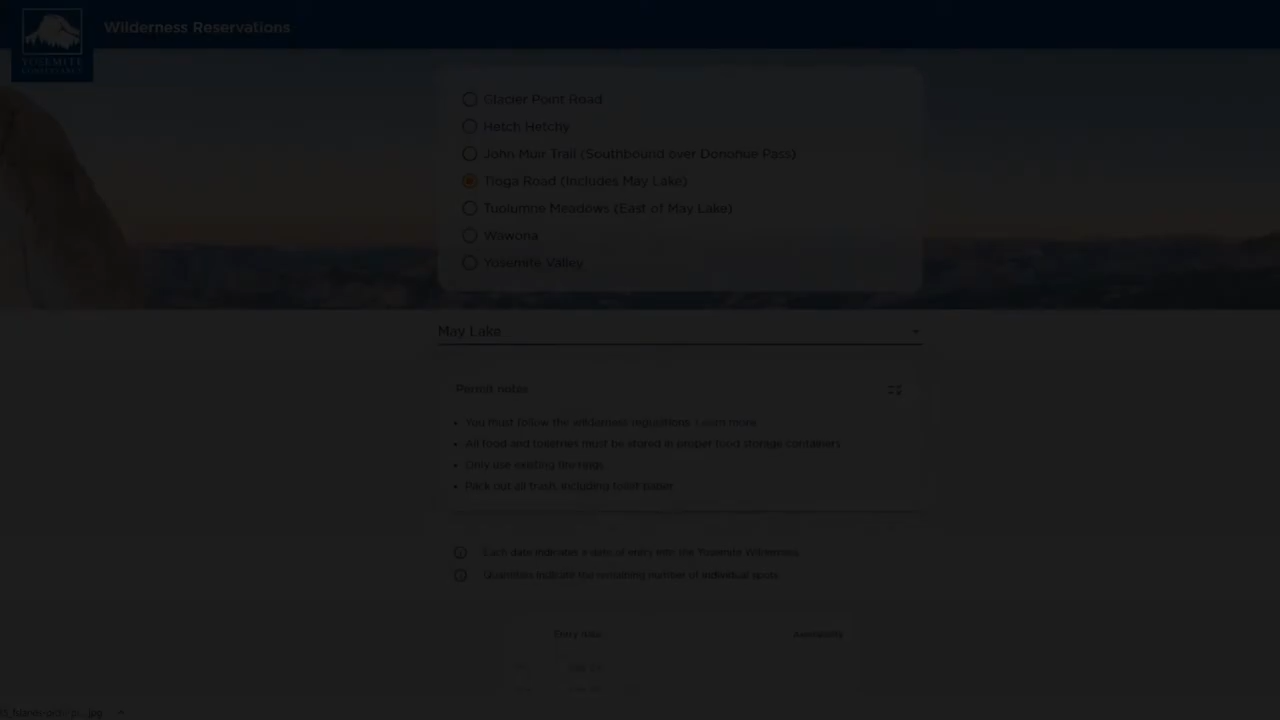 Wilderness Reservations
YOSEMITE
CONSERVANCY
Glacier Point Road
Hetch Hetchy
John Muir Trail (Southbound over Donohue Pass)
Tioga Road (Includes May Lake)
Tuolumne Meadows (East of May Lake)
Wawona
Yosemite Valley
May Lake
Permit notes
• You must follow the wilderness regulations. Learn more
• All food and toiletries must be stored in proper food storage containers
• Only use existing fire rings
• Pack out all trash, including toilet paper
Each date indicates a date of entry into the Yosemite Wilderness
Quantities indicate the remaining number of individual spots
Entry date
Availability